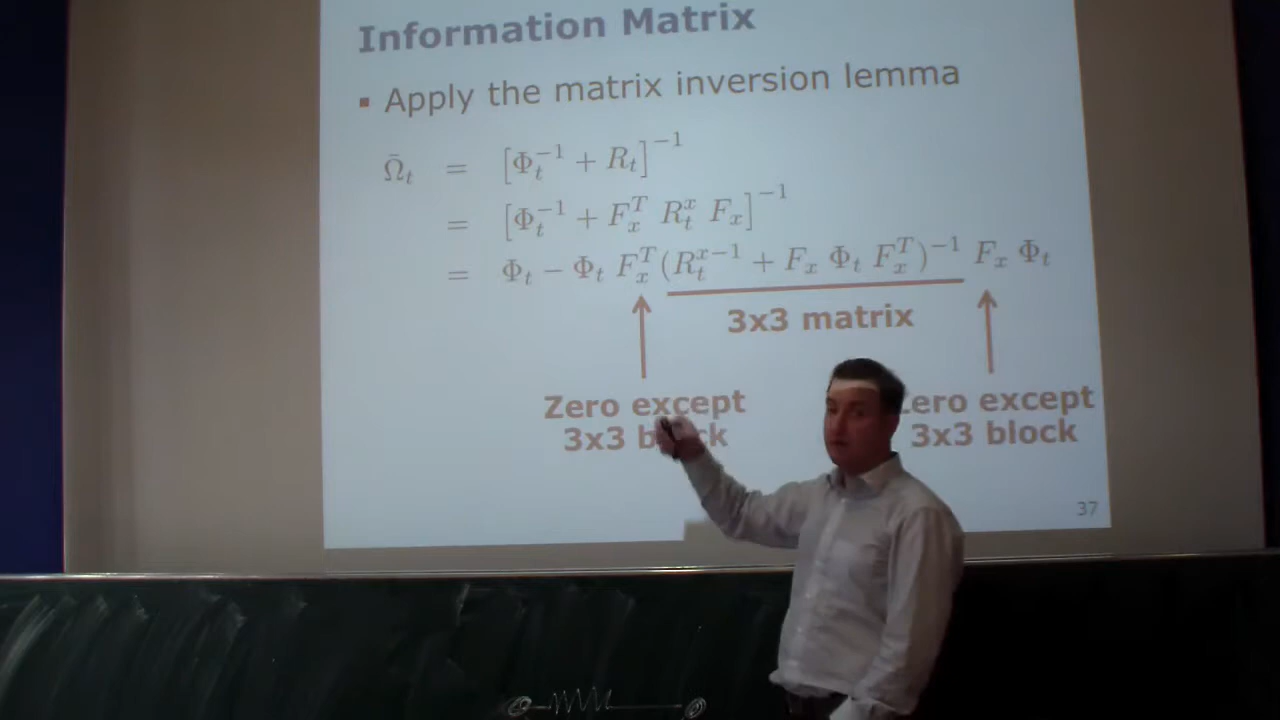 Information Matrix
▪ Apply the matrix inversion lemma
Ω̄_t = [Φ_t^{-1} + R_t]^{-1}
= [Φ_t^{-1} + F_x^T R_t^x F_x]^{-1}
= Φ_t − Φ_t F_x^T (R_t^{x−1} + F_x Φ_t F_x^T)^{−1} F_x Φ_t
3x3 matrix
Zero except
3x3 block
Zero except
3x3 block
37